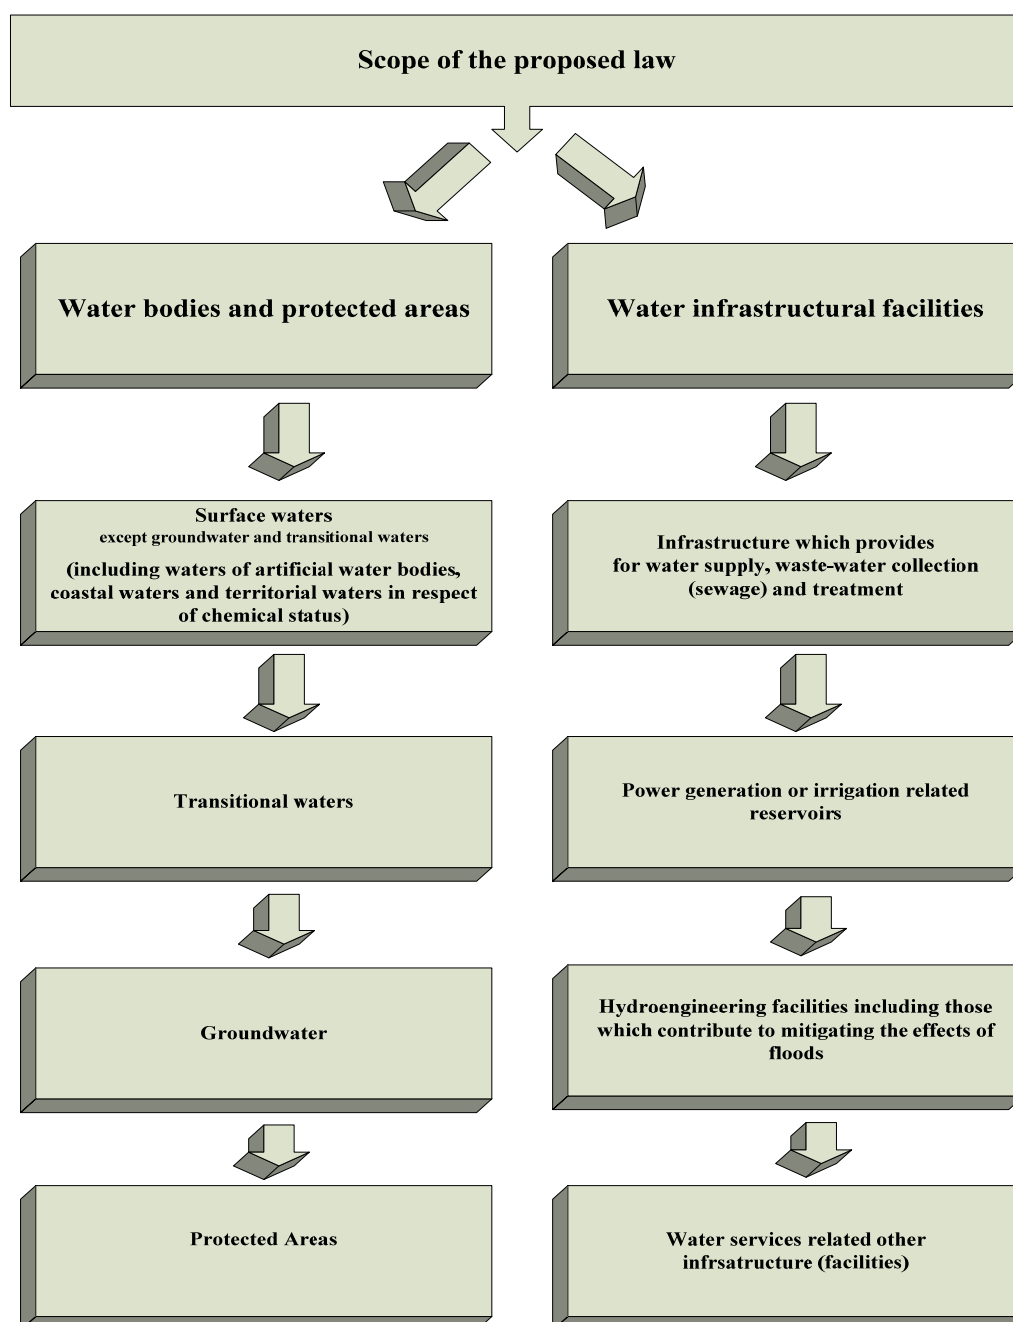 Scope of the proposed law
Water bodies and protected areas
Water infrastructural facilities
Surface waters
except groundwater and transitional waters
(including waters of artificial water bodies,
coastal waters and territorial waters in respect
of chemical status)
Infrastructure which provides
for water supply, waste-water collection
(sewage) and treatment
Transitional waters
Power generation or irrigation related
reservoirs
Groundwater
Hydroengineering facilities including those
which contribute to mitigating the effects of
floods
Protected Areas
Water services related other
infrsatructure (facilities)